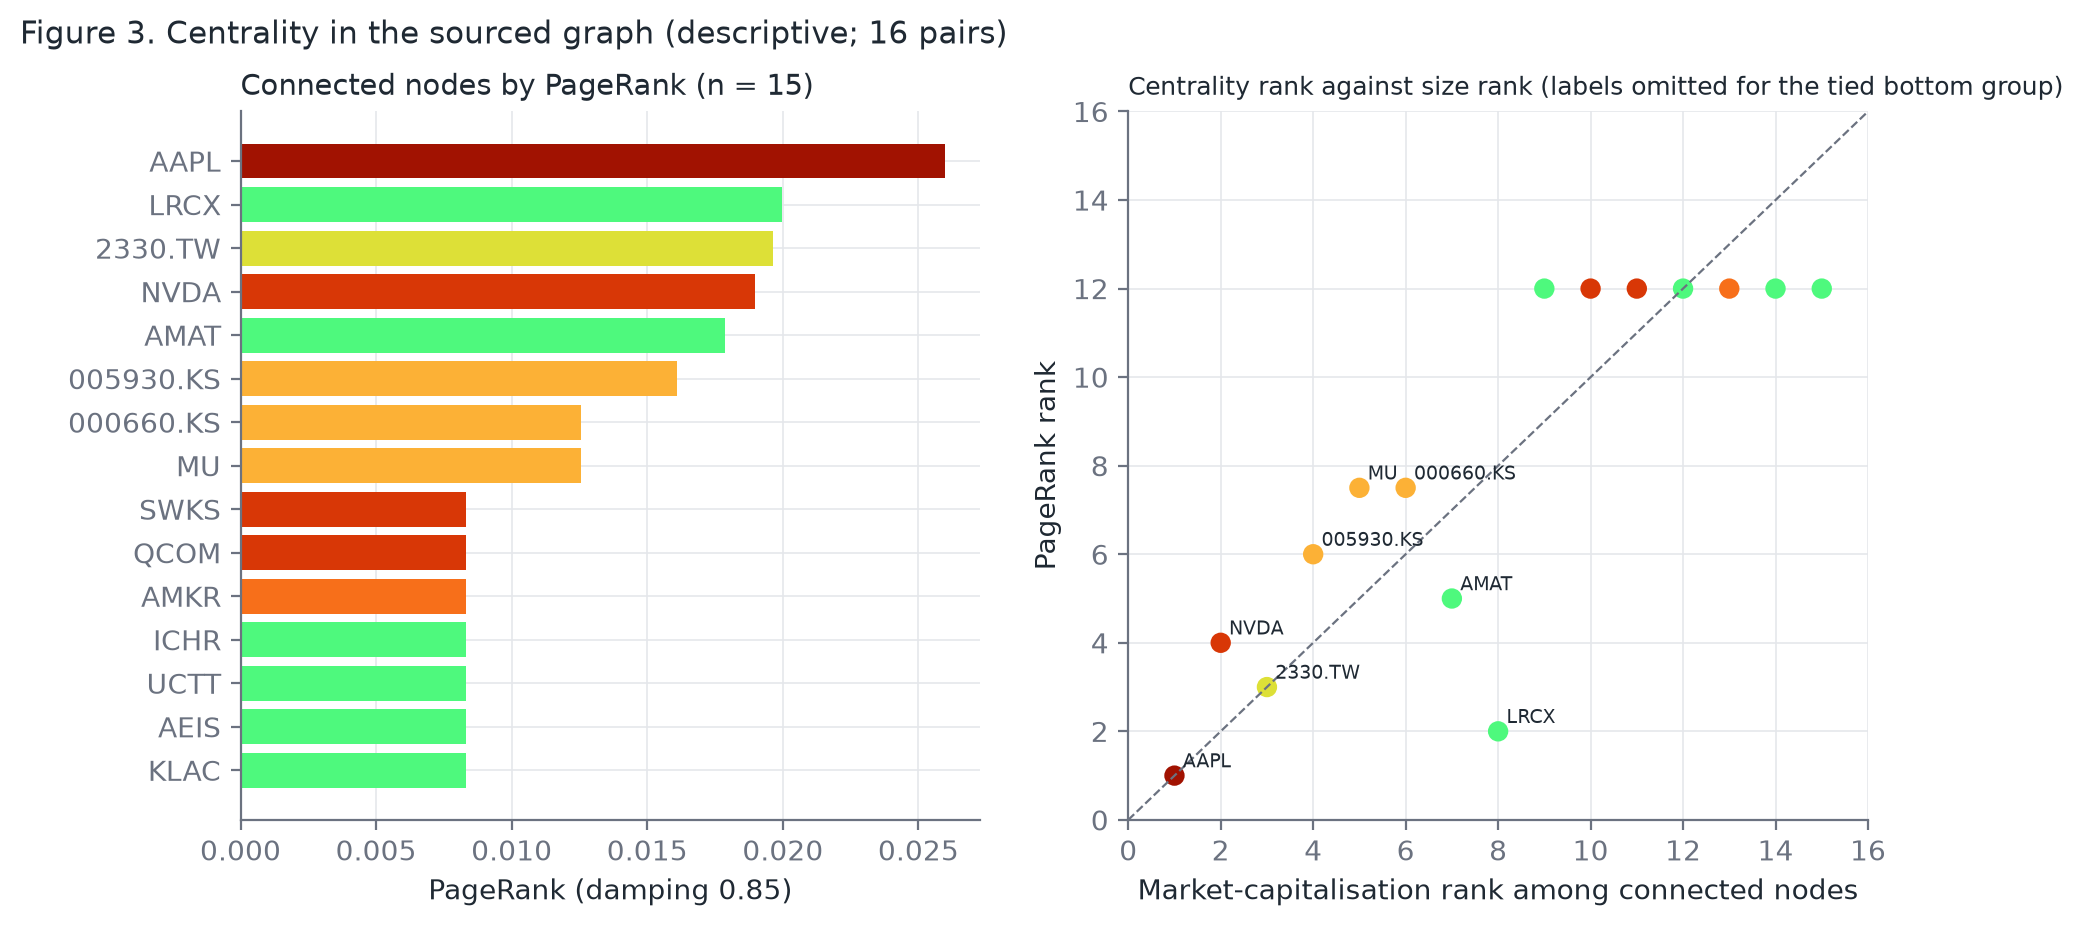 Figure 3. Centrality in the sourced graph (descriptive; 16 pairs)
Connected nodes by PageRank (n = 15)
AAPL
LRCX
2330.TW
NVDA
AMAT
005930.KS
000660.KS
MU
SWKS
QCOM
AMKR
ICHR
UCTT
AEIS
KLAC
0.000 0.005 0.010 0.015 0.020 0.025
PageRank (damping 0.85)
Centrality rank against size rank (labels omitted for the tied bottom group)
PageRank rank
16
14
12
10
8
6
4
2
0
MU 000660.KS
005930.KS
AMAT
NVDA
2330.TW
LRCX
AAPL
0 2 4 6 8 10 12 14 16
Market-capitalisation rank among connected nodes